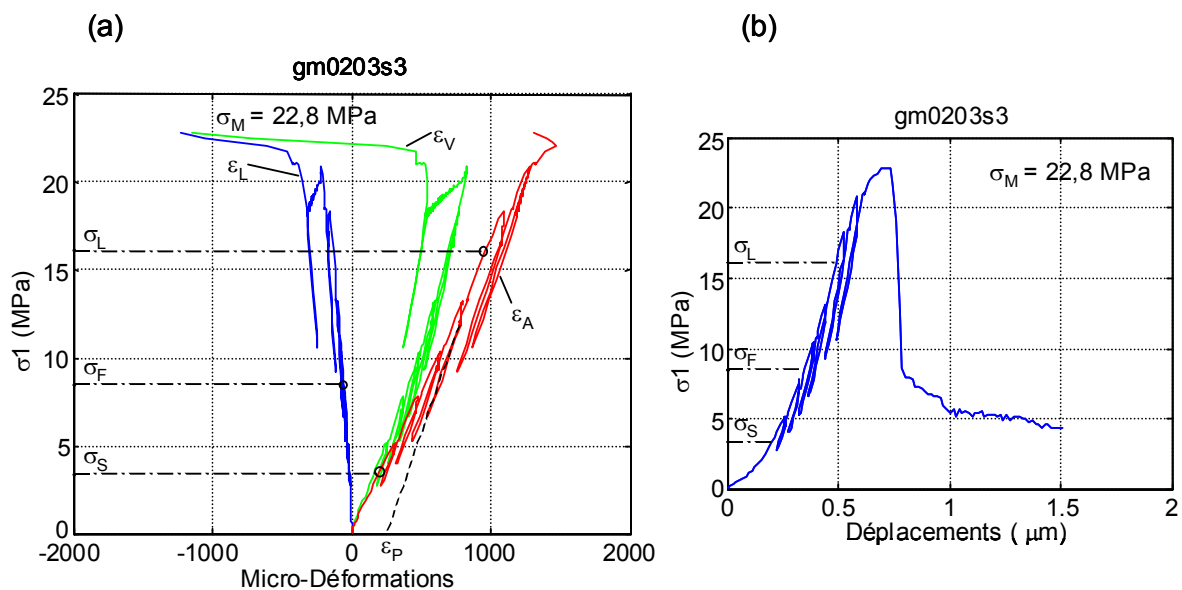 (a)
gm0203s3
σM = 22,8 MPa
εV
εL
σL
εA
σF
σS
εP
25
20
15
10
5
0
-2000
-1000
0
1000
2000
σ1 (MPa)
Micro-Déformations
(b)
gm0203s3
σM = 22,8 MPa
σL
σF
σS
25
20
15
10
5
0
0
0.5
1
1.5
2
σ1 (MPa)
Déplacements ( μm)